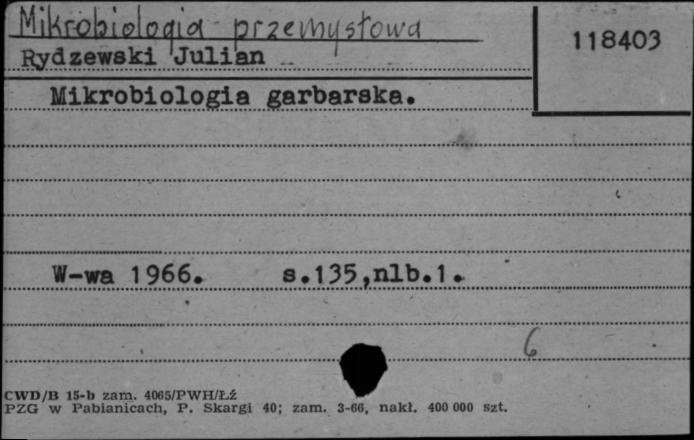 Mikrobiologia przemysłowa
118403
Rydzewski Julian
Mikrobiologia garbarska.
W-wa 1966. s.135,nlb.1.
6
CWD/B 15-b zam. 4065/PWH/Łź
PZG w Pabianicach, P. Skargi 40; zam. 3-66, nakł. 400 000 szt.